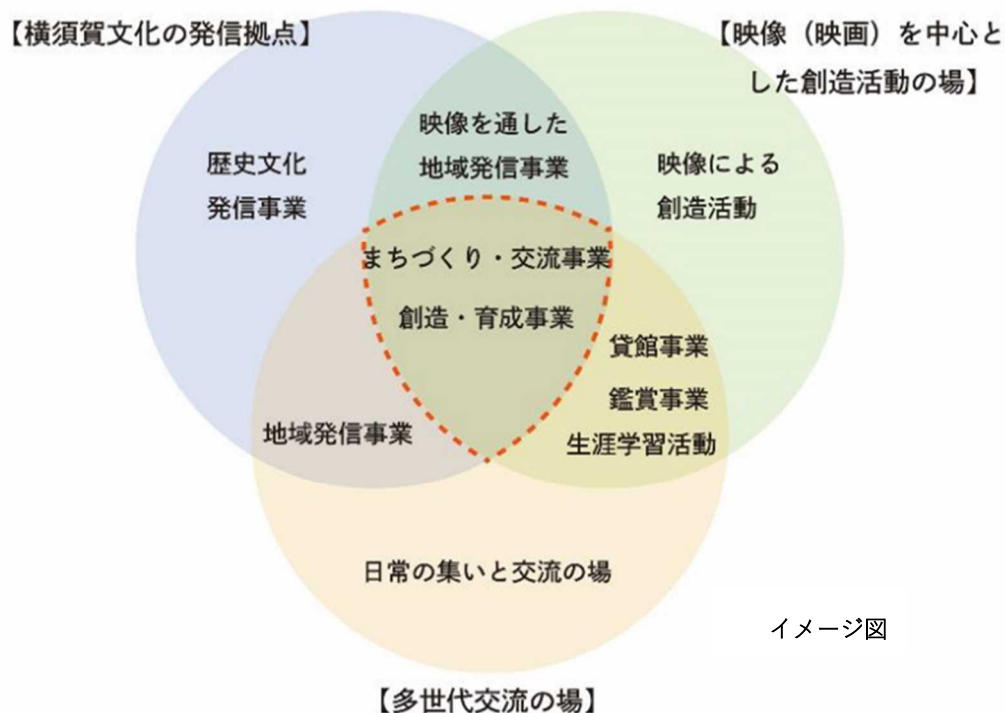 【横須賀文化の発信拠点】
【映像（映画）を中心と
した創造活動の場】
映像を通した
地域発信事業
歴史文化
発信事業
映像による
創造活動
まちづくり・交流事業
創造・育成事業
貸館事業
鑑賞事業
生涯学習活動
地域発信事業
日常の集いと交流の場
イメージ図
【多世代交流の場】